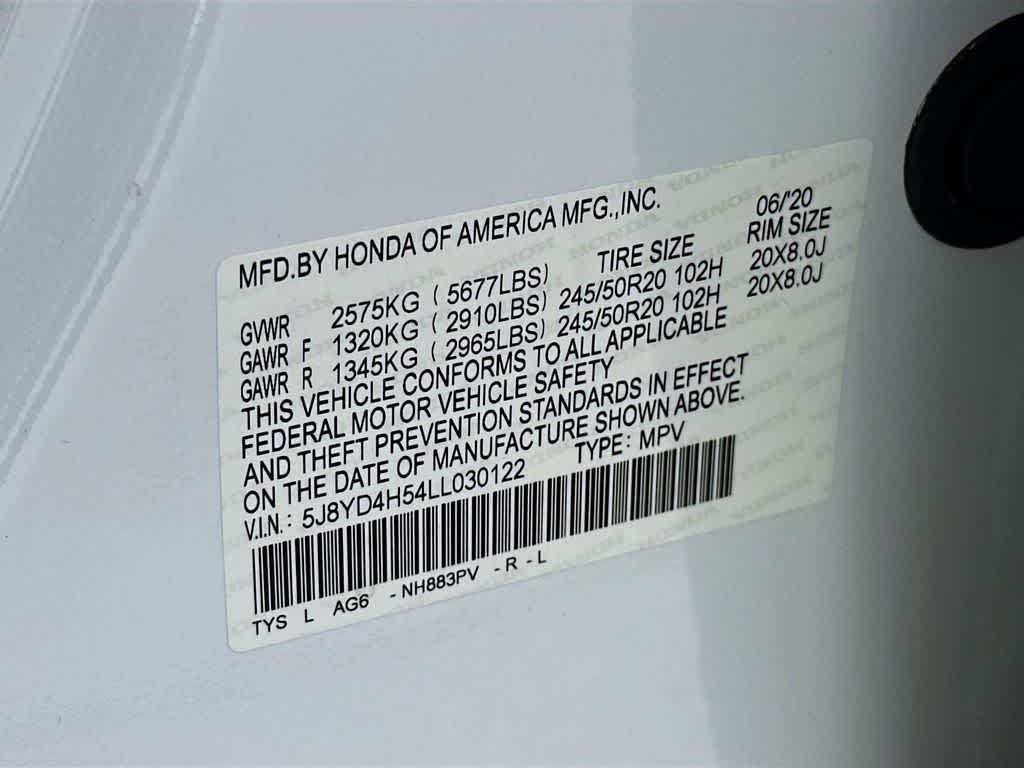 MFD.BY HONDA OF AMERICA MFG.,INC. 06/'20
TIRE SIZE RIM SIZE
GVWR 2575KG ( 5677LBS)
GAWR F 1320KG ( 2910LBS) 245/50R20 102H 20X8.0J
GAWR R 1345KG ( 2965LBS) 245/50R20 102H 20X8.0J
THIS VEHICLE CONFORMS TO ALL APPLICABLE
FEDERAL MOTOR VEHICLE SAFETY
AND THEFT PREVENTION STANDARDS IN EFFECT
ON THE DATE OF MANUFACTURE SHOWN ABOVE.
V.I.N.: 5J8YD4H54LL030122 TYPE: MPV
TYS L AG6 -NH883PV -R-L